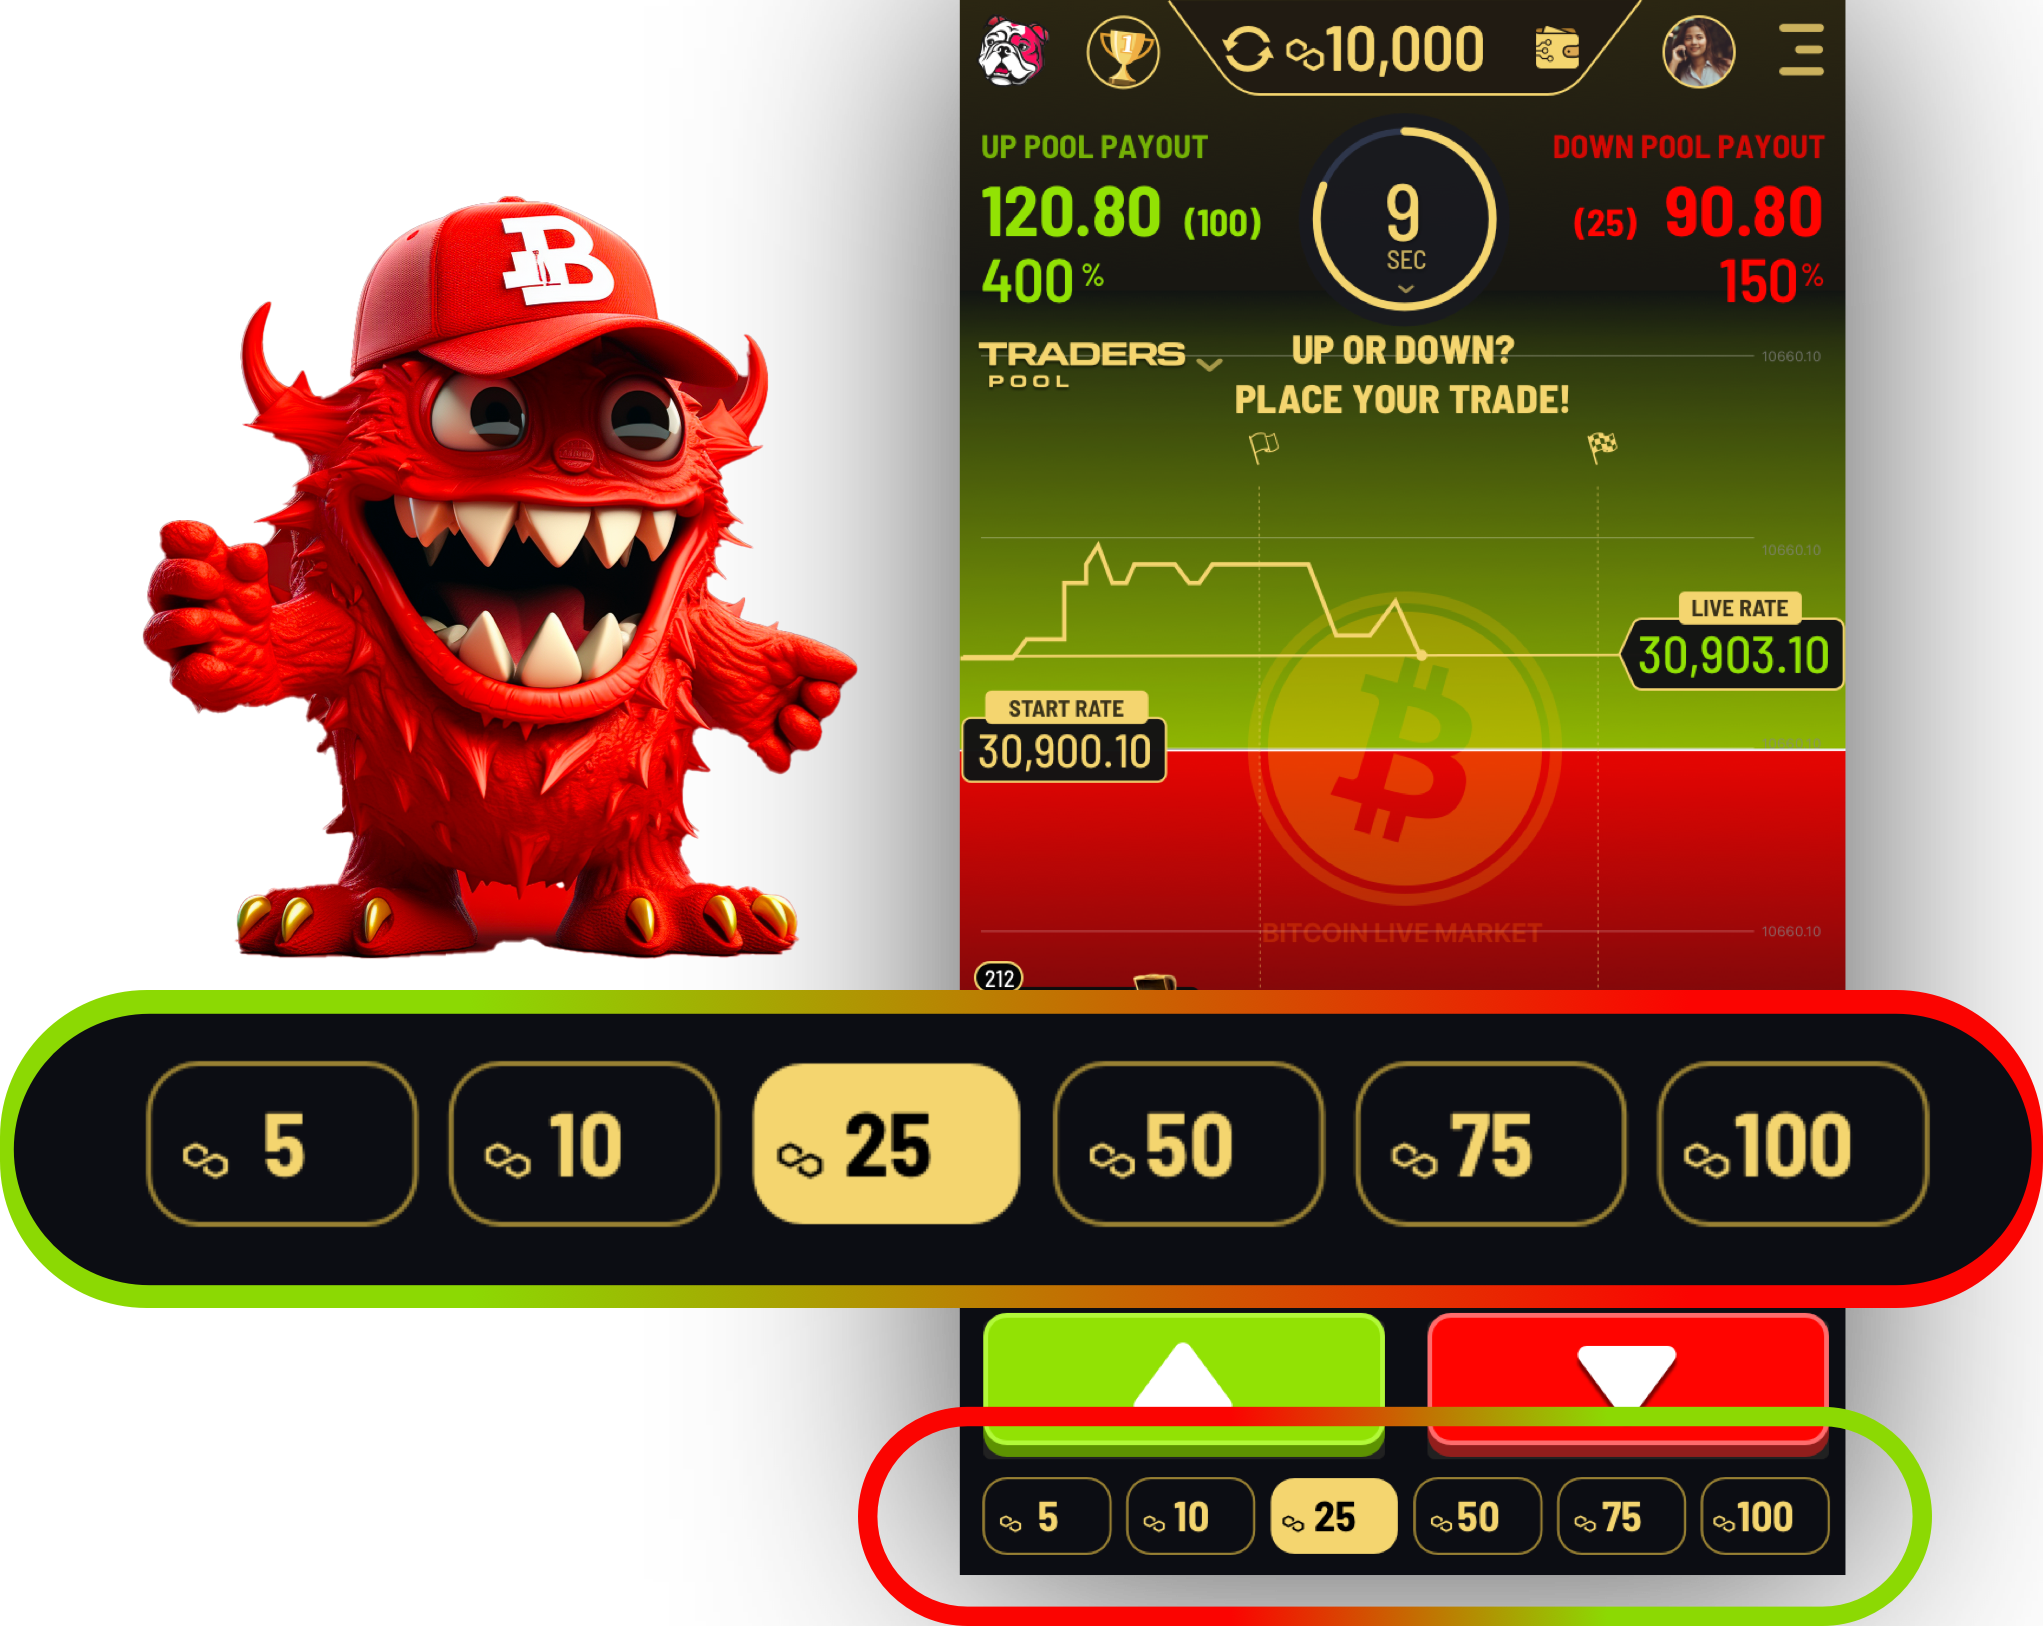 10,000
UP POOL PAYOUT
120.80 (100)
400%
9
SEC
DOWN POOL PAYOUT
(25) 90.80
150%
TRADERS
POOL
UP OR DOWN?
PLACE YOUR TRADE!
10660.10
10660.10
LIVE RATE
30,903.10
START RATE
30,900.10
10660.10
BITCOIN LIVE MARKET
10660.10
212
5 10 25 50 75 100
5 10 25 50 75 100